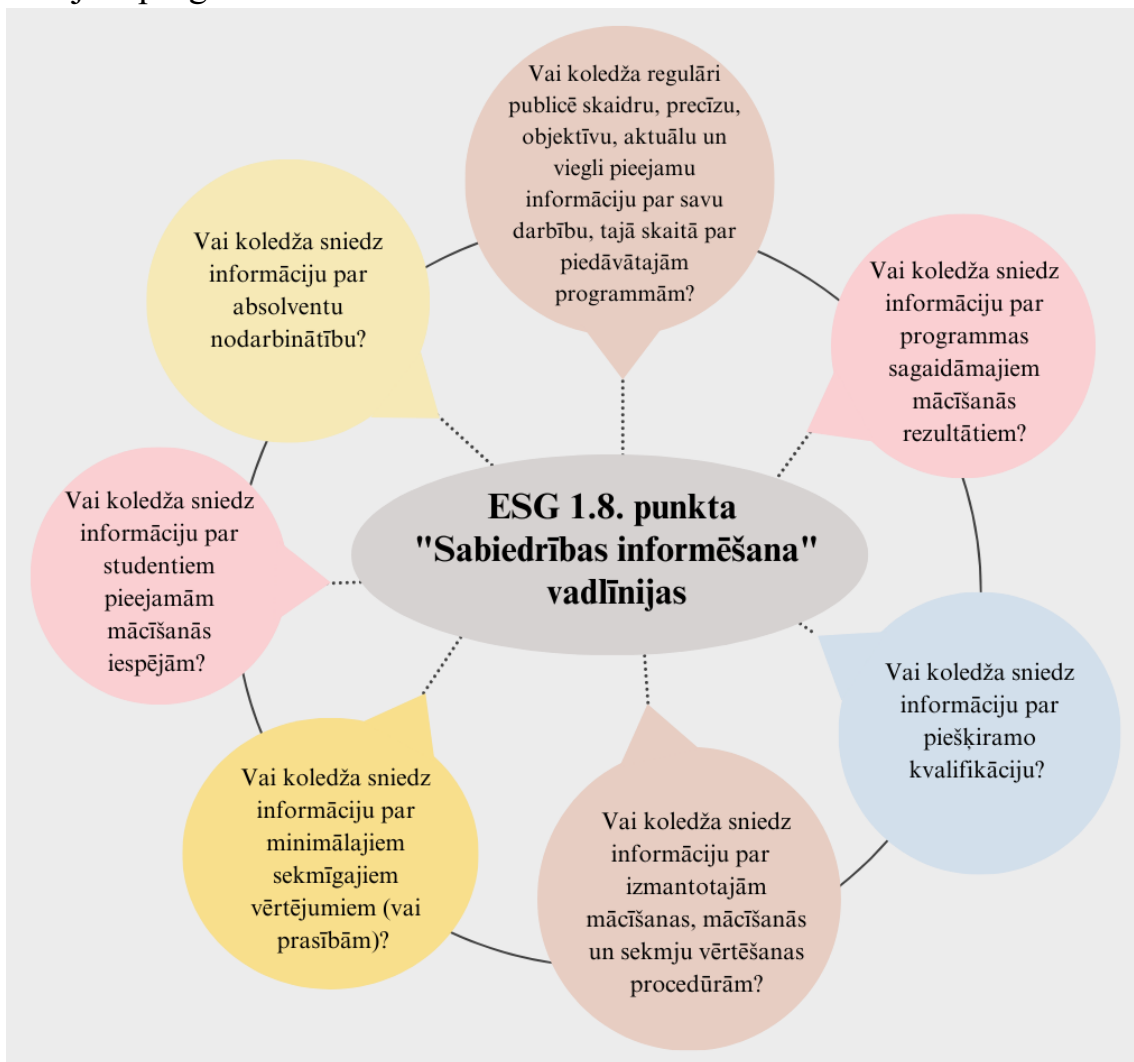 Vai koledža regulāri
publicē skaidru, precīzu,
objektīvu, aktuālu un
viegli pieejamu
informāciju par savu
darbību, tajā skaitā par
piedāvātajām
programmām?
Vai koledža sniedz
informāciju par
programmas
sagaidāmajiem
mācīšanās
rezultātiem?
Vai koledža sniedz
informāciju par
piešķiramo
kvalifikāciju?
Vai koledža sniedz
informāciju par
izmantotajām
mācīšanas, mācīšanās
un sekmju vērtēšanas
procedūrām?
Vai koledža sniedz
informāciju par
minimālajiem
sekmīgajiem
vērtējumiem (vai
prasībām)?
Vai koledža sniedz
informāciju par
studentiem
pieejamām
mācīšanās
iespējām?
Vai koledža sniedz
informāciju par
absolventu
nodarbinātību?
ESG 1.8. punkta
"Sabiedrības informēšana"
vadlīnijas